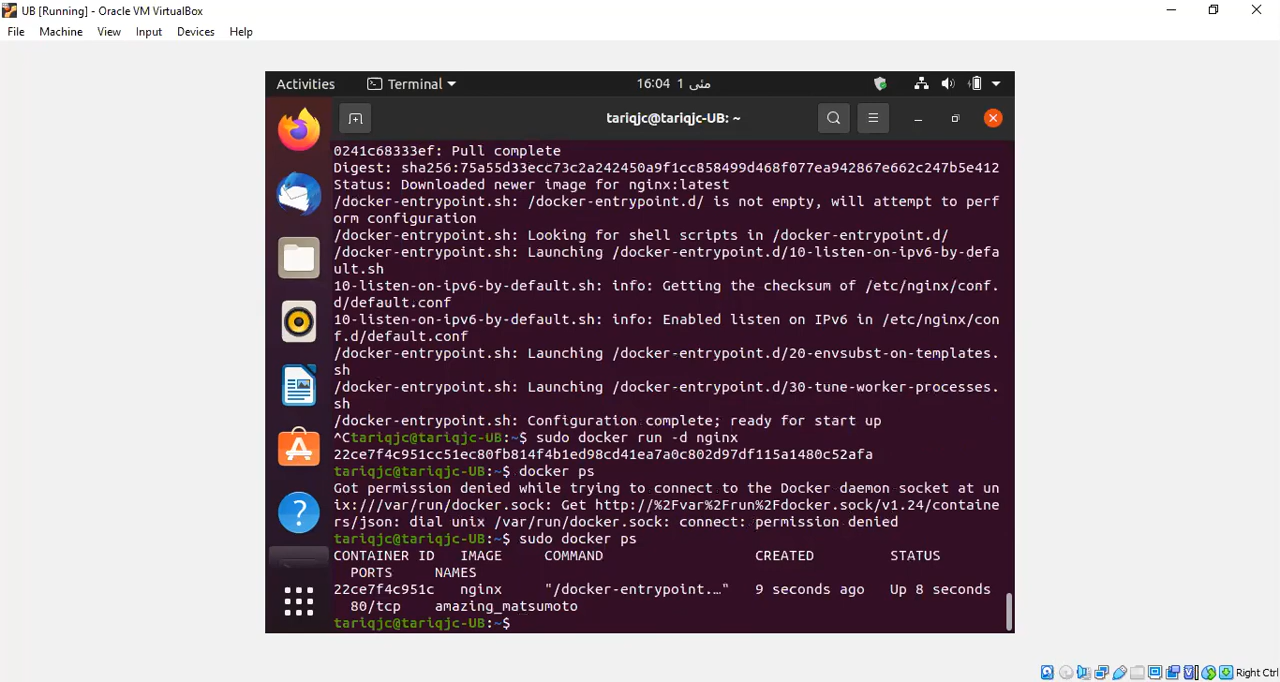 UB [Running] - Oracle VM VirtualBox
File Machine View Input Devices Help
Activities Terminal 16:04 1 مئی
tariqjc@tariqjc-UB: ~
0241c68333ef: Pull complete
Digest: sha256:75a55d33ecc73c2a242450a9f1cc858499d468f077ea942867e662c247b5e412
Status: Downloaded newer image for nginx:latest
/docker-entrypoint.sh: /docker-entrypoint.d/ is not empty, will attempt to perf
orm configuration
/docker-entrypoint.sh: Looking for shell scripts in /docker-entrypoint.d/
/docker-entrypoint.sh: Launching /docker-entrypoint.d/10-listen-on-ipv6-by-defa
ult.sh
10-listen-on-ipv6-by-default.sh: info: Getting the checksum of /etc/nginx/conf.
d/default.conf
10-listen-on-ipv6-by-default.sh: info: Enabled listen on IPv6 in /etc/nginx/con
f.d/default.conf
/docker-entrypoint.sh: Launching /docker-entrypoint.d/20-envsubst-on-templates.
sh
/docker-entrypoint.sh: Launching /docker-entrypoint.d/30-tune-worker-processes.
sh
/docker-entrypoint.sh: Configuration complete; ready for start up
^Ctariqjc@tariqjc-UB:~$ sudo docker run -d nginx
22ce7f4c951cc51ec80fb814f4b1ed98cd41ea7a0c802d97df115a1480c52afa
tariqjc@tariqjc-UB:~$ docker ps
Got permission denied while trying to connect to the Docker daemon socket at un
ix:///var/run/docker.sock: Get http://%2Fvar%2Frun%2Fdocker.sock/v1.24/containe
rs/json: dial unix /var/run/docker.sock: connect: permission denied
tariqjc@tariqjc-UB:~$ sudo docker ps
CONTAINER ID IMAGE COMMAND CREATED STATUS
PORTS NAMES
22ce7f4c951c nginx "/docker-entrypoint.…" 9 seconds ago Up 8 seconds
80/tcp amazing_matsumoto
tariqjc@tariqjc-UB:~$
Right Ctrl